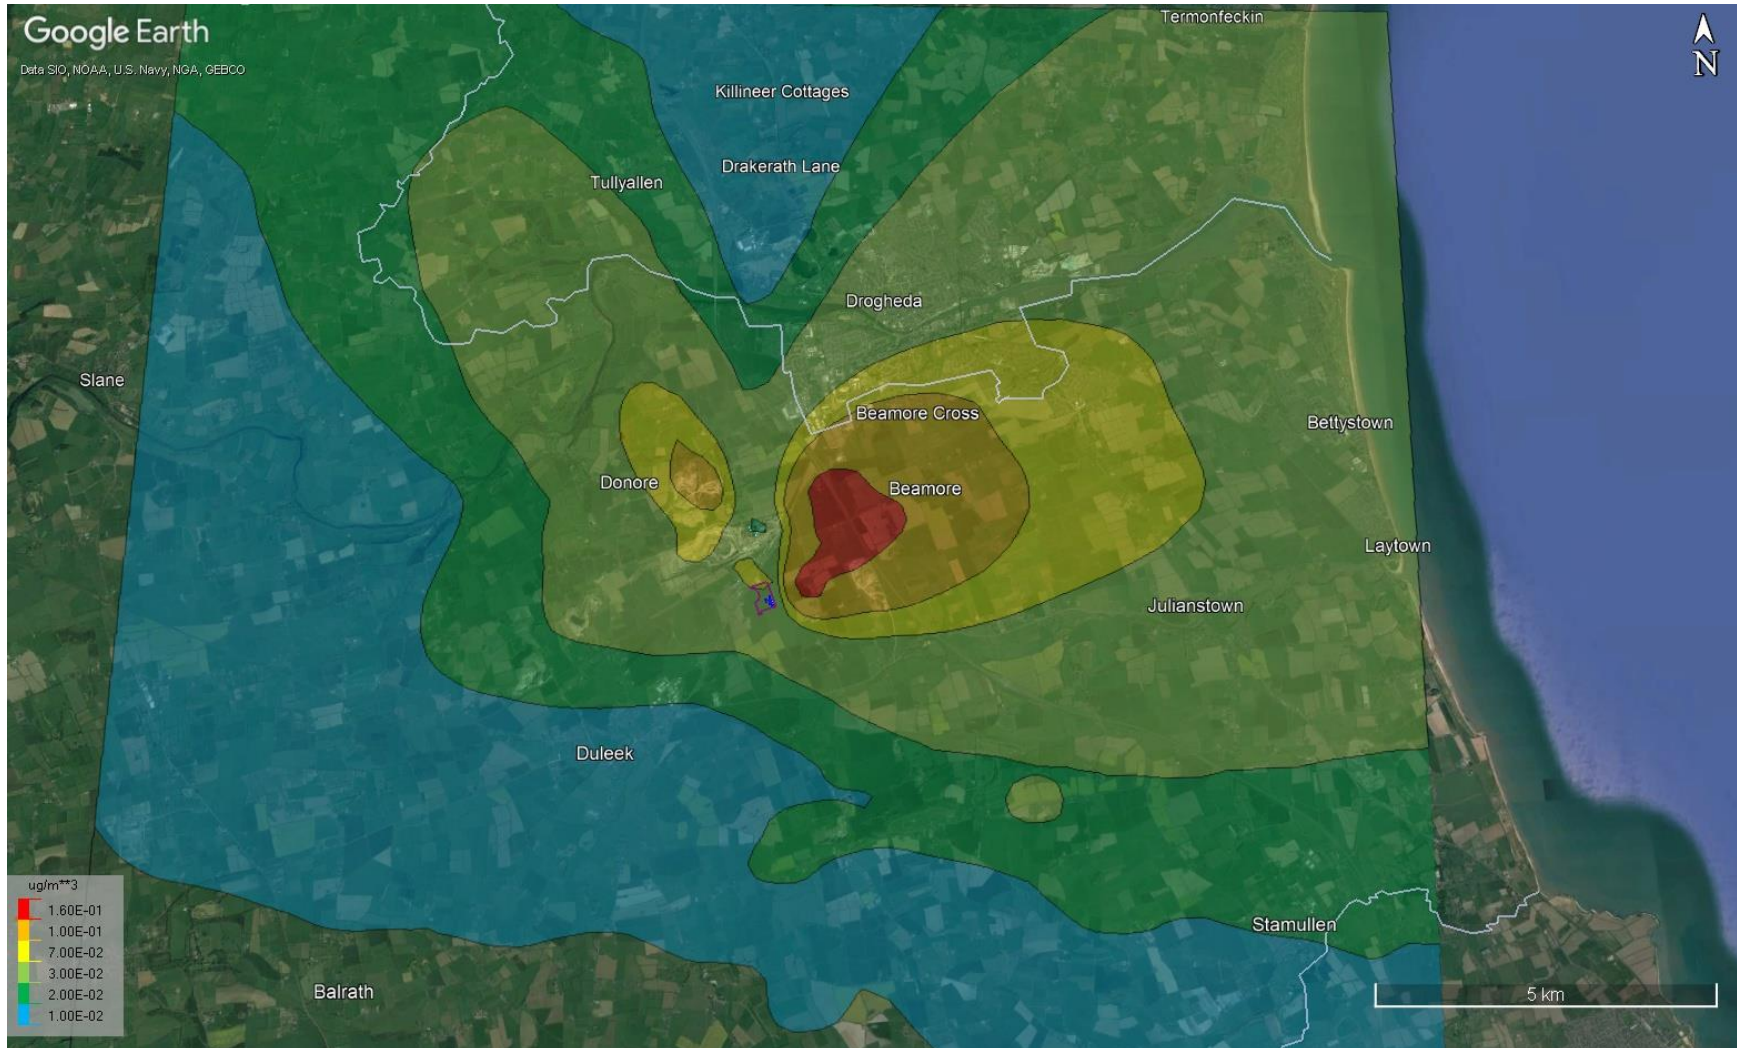 Google Earth
Data SIO, NOAA, U.S. Navy, NGA, GEBCO
Termonfeckin
N
Killineer Cottages
Drakerath Lane
Tullyallen
Drogheda
Slane
Beamore Cross
Bettystown
Donore
Beamore
Laytown
Julianstown
Duleek
Stamullen
Balrath
5 km
ug/m**3
1.60E-01
1.00E-01
7.00E-02
3.00E-02
2.00E-02
1.00E-02